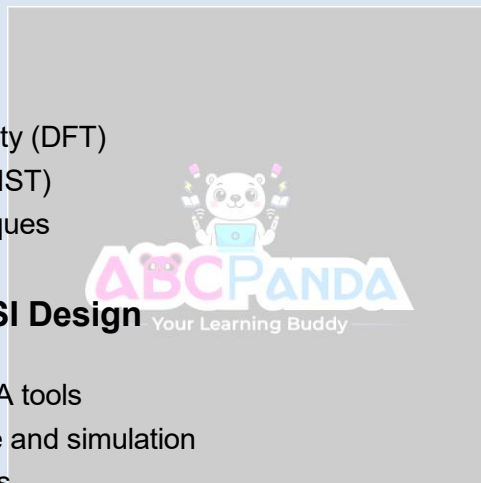 ty (DFT)
IST)
ques
ABCPANDA
SI Design
Your Learning Buddy
A tools
e and simulation
s